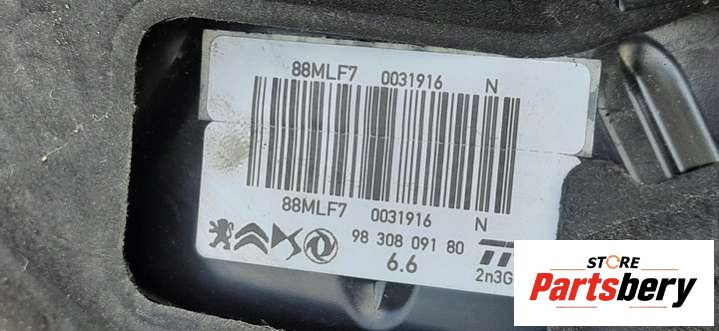 88MLF7 0031916 N
88MLF7 0031916 N
98 308 091 80
6.6
2n3G
STORE
Partsbery